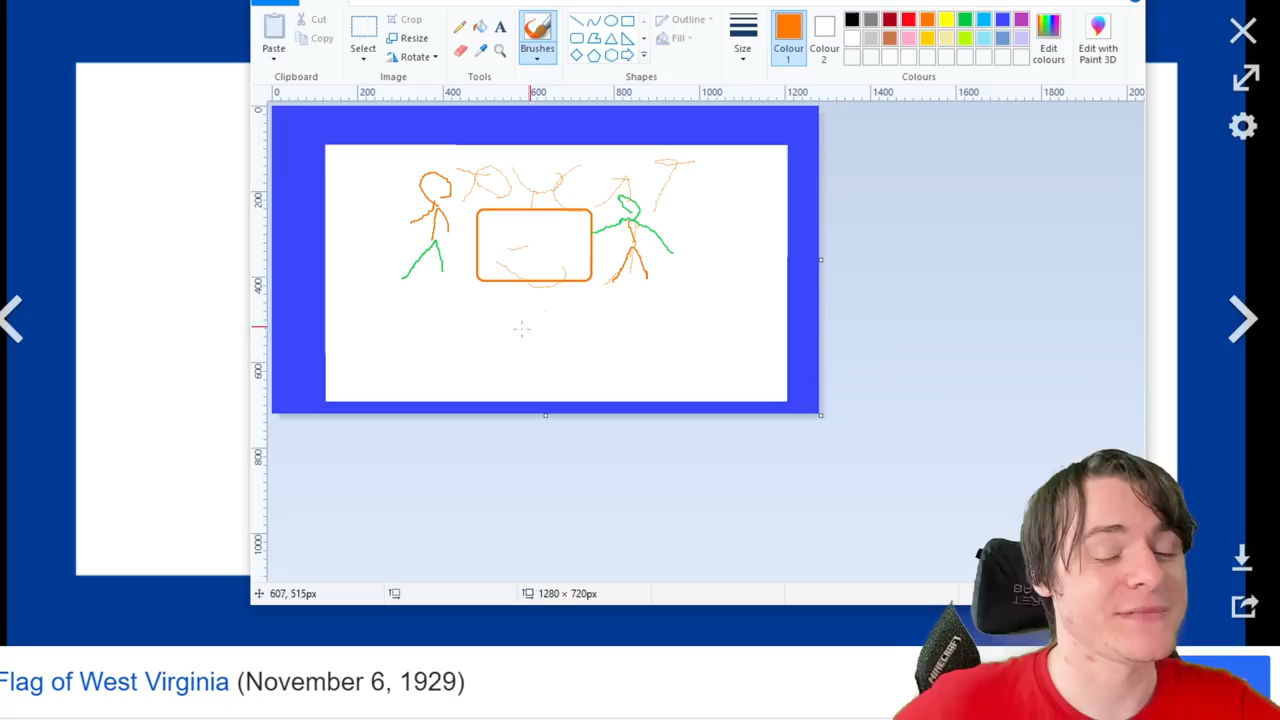 Cut
Crop
Outline
Copy
Resize
Fill
Paste
Select
Rotate
Brushes
Size
Colour
1
Colour
2
Edit
colours
Edit with
Paint 3D
Clipboard
Image
Tools
Shapes
Colours
0 200 400 600 800 1000 1200 1400 1600 1800 200
0
200
400
600
800
1000
607, 515px
1280 × 720px
MINECRAFT
Flag of West Virginia (November 6, 1929)